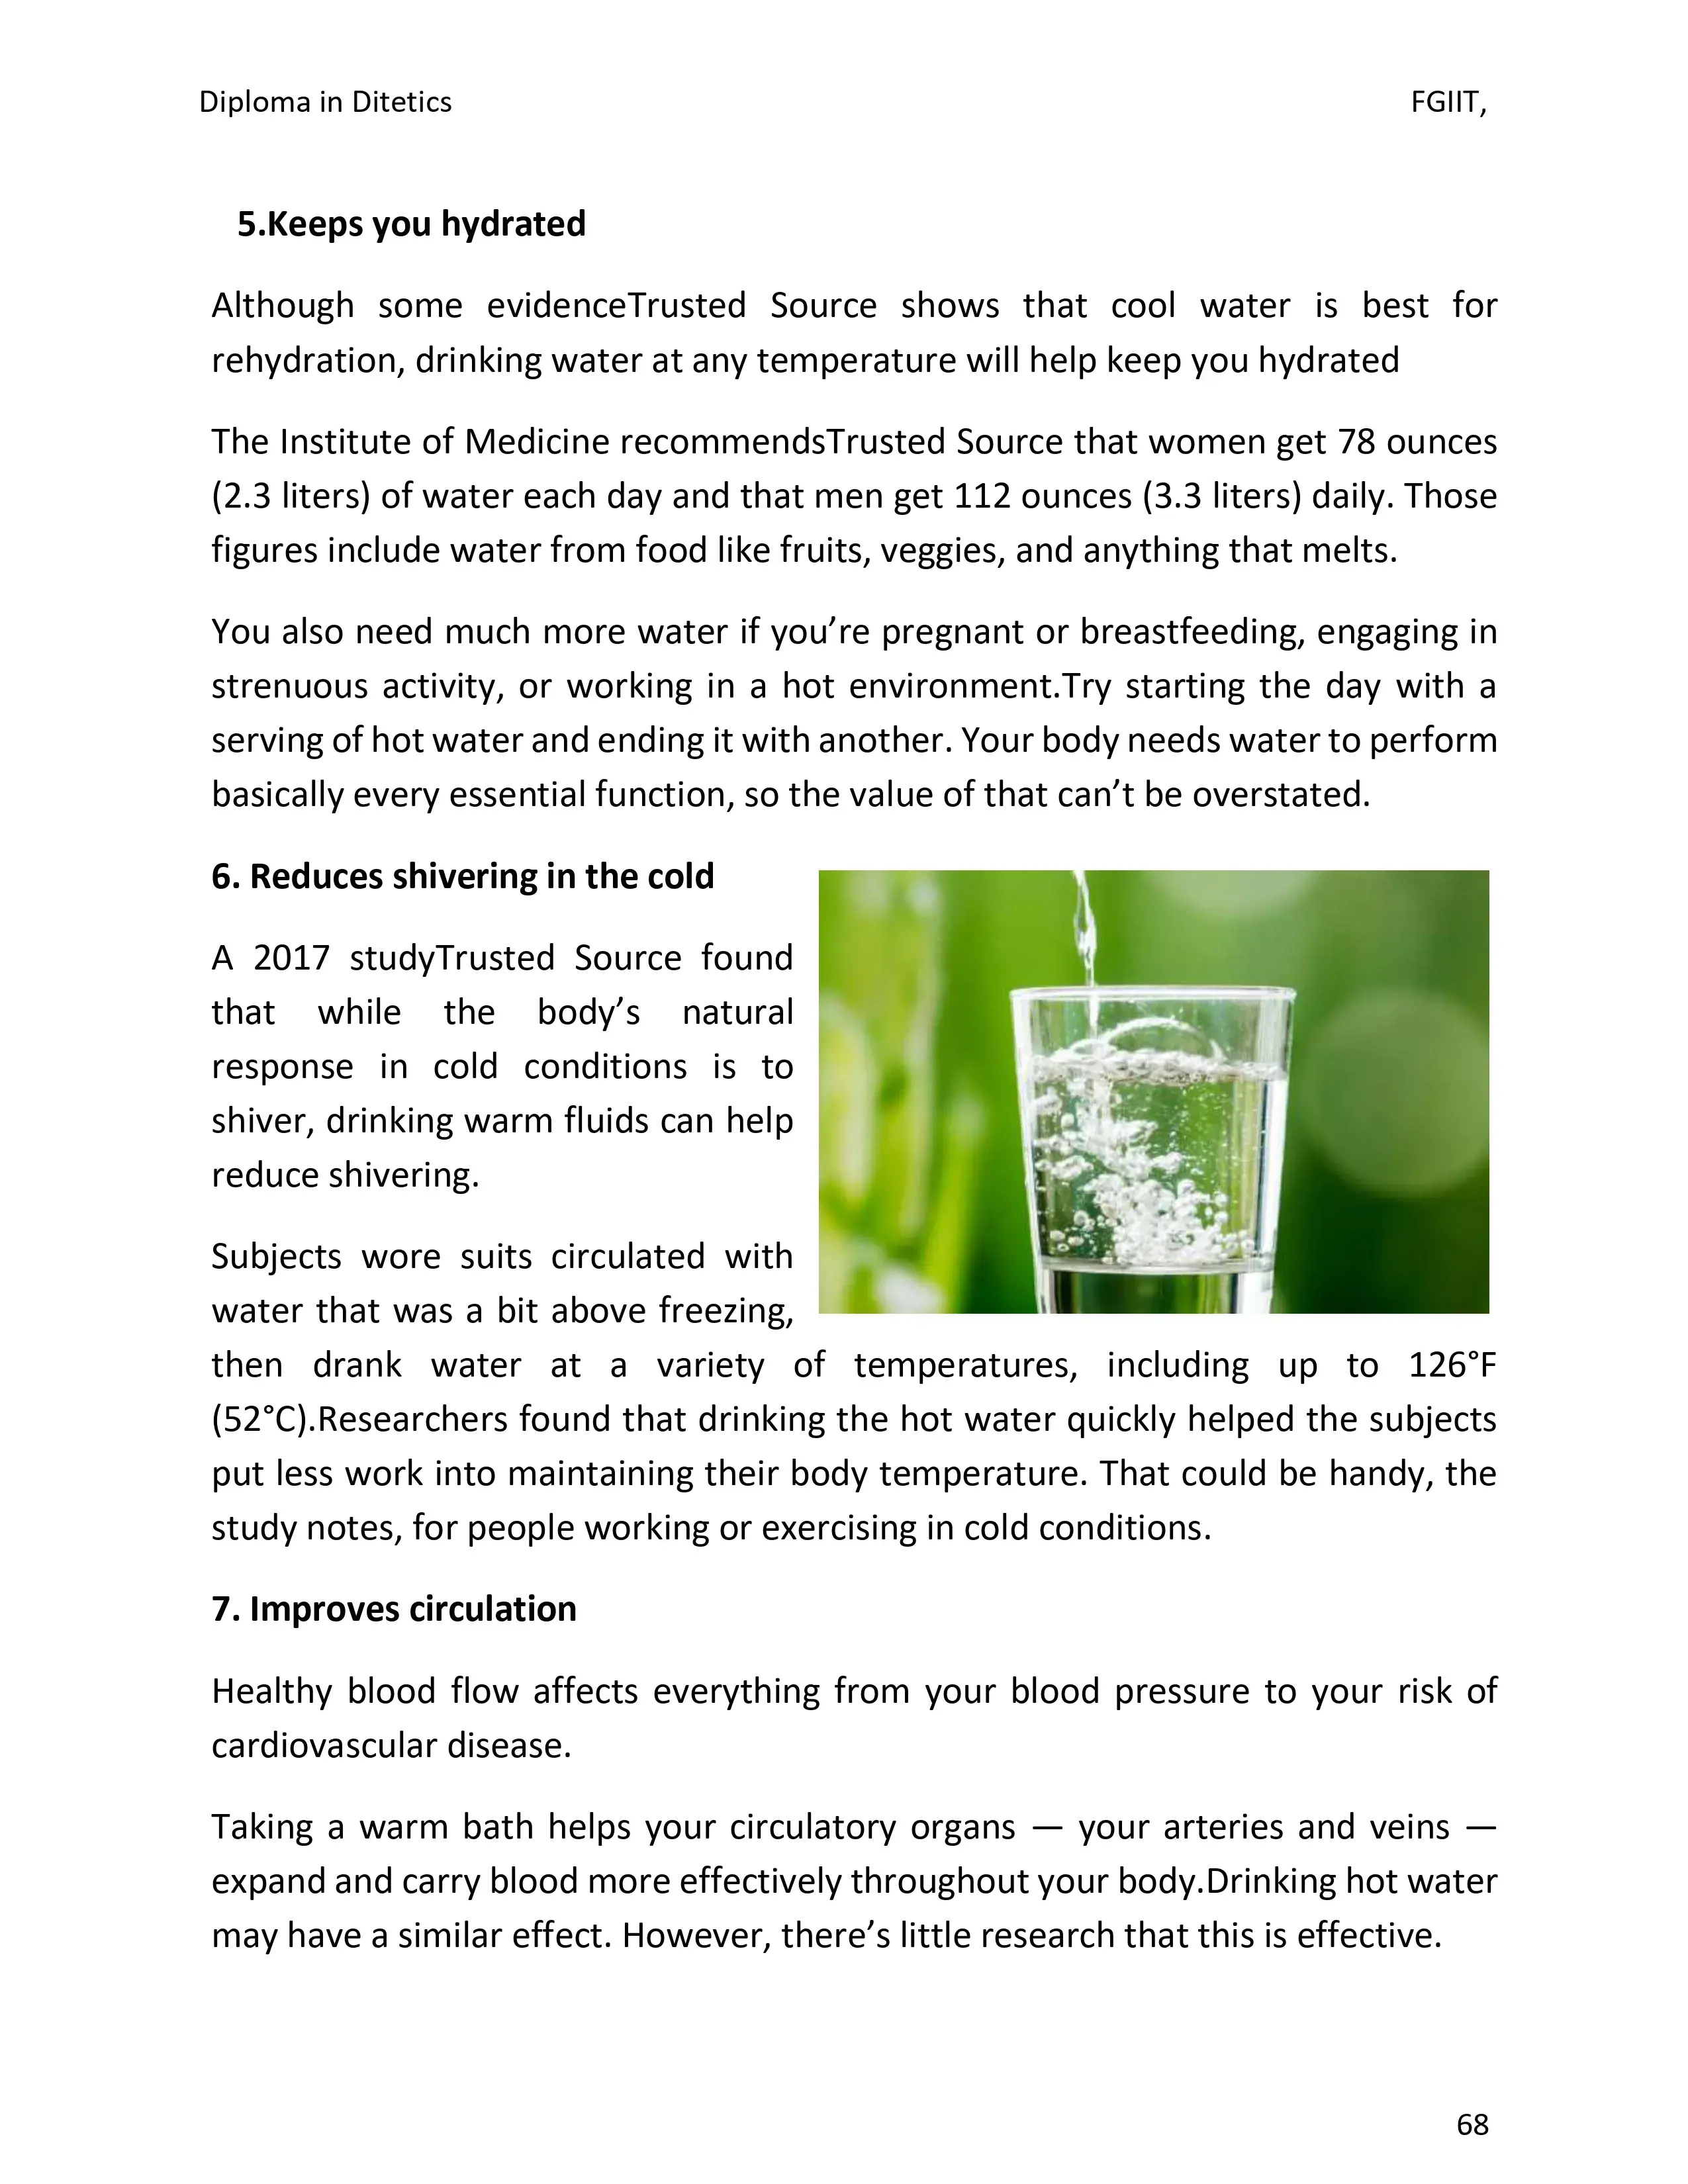 Diploma in Ditetics FGIIT,
5.Keeps you hydrated
Although some evidenceTrusted Source shows that cool water is best for
rehydration, drinking water at any temperature will help keep you hydrated
The Institute of Medicine recommendsTrusted Source that women get 78 ounces
(2.3 liters) of water each day and that men get 112 ounces (3.3 liters) daily. Those
figures include water from food like fruits, veggies, and anything that melts.
You also need much more water if you’re pregnant or breastfeeding, engaging in
strenuous activity, or working in a hot environment.Try starting the day with a
serving of hot water and ending it with another. Your body needs water to perform
basically every essential function, so the value of that can’t be overstated.
6. Reduces shivering in the cold
A 2017 studyTrusted Source found
that while the body’s natural
response in cold conditions is to
shiver, drinking warm fluids can help
reduce shivering.
Subjects wore suits circulated with
water that was a bit above freezing,
then drank water at a variety of temperatures, including up to 126°F
(52°C).Researchers found that drinking the hot water quickly helped the subjects
put less work into maintaining their body temperature. That could be handy, the
study notes, for people working or exercising in cold conditions.
7. Improves circulation
Healthy blood flow affects everything from your blood pressure to your risk of
cardiovascular disease.
Taking a warm bath helps your circulatory organs — your arteries and veins —
expand and carry blood more effectively throughout your body.Drinking hot water
may have a similar effect. However, there’s little research that this is effective.
68